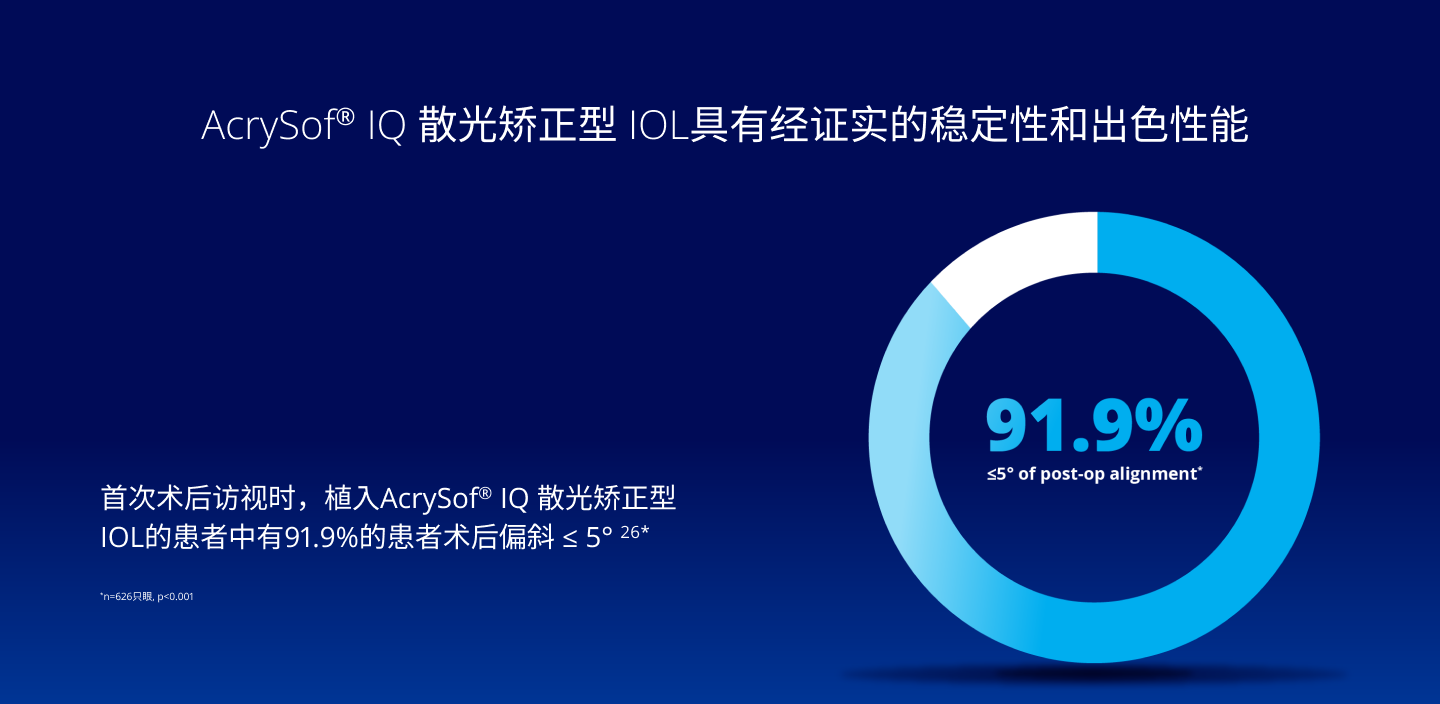 AcrySof® IQ 散光矫正型 IOL具有经证实的稳定性和出色性能
91.9%
≤5° of post-op alignment*
首次术后访视时，植入AcrySof® IQ 散光矫正型
IOL的患者中有91.9%的患者术后偏斜 ≤ 5° 26*
*n=626只眼, p<0.001